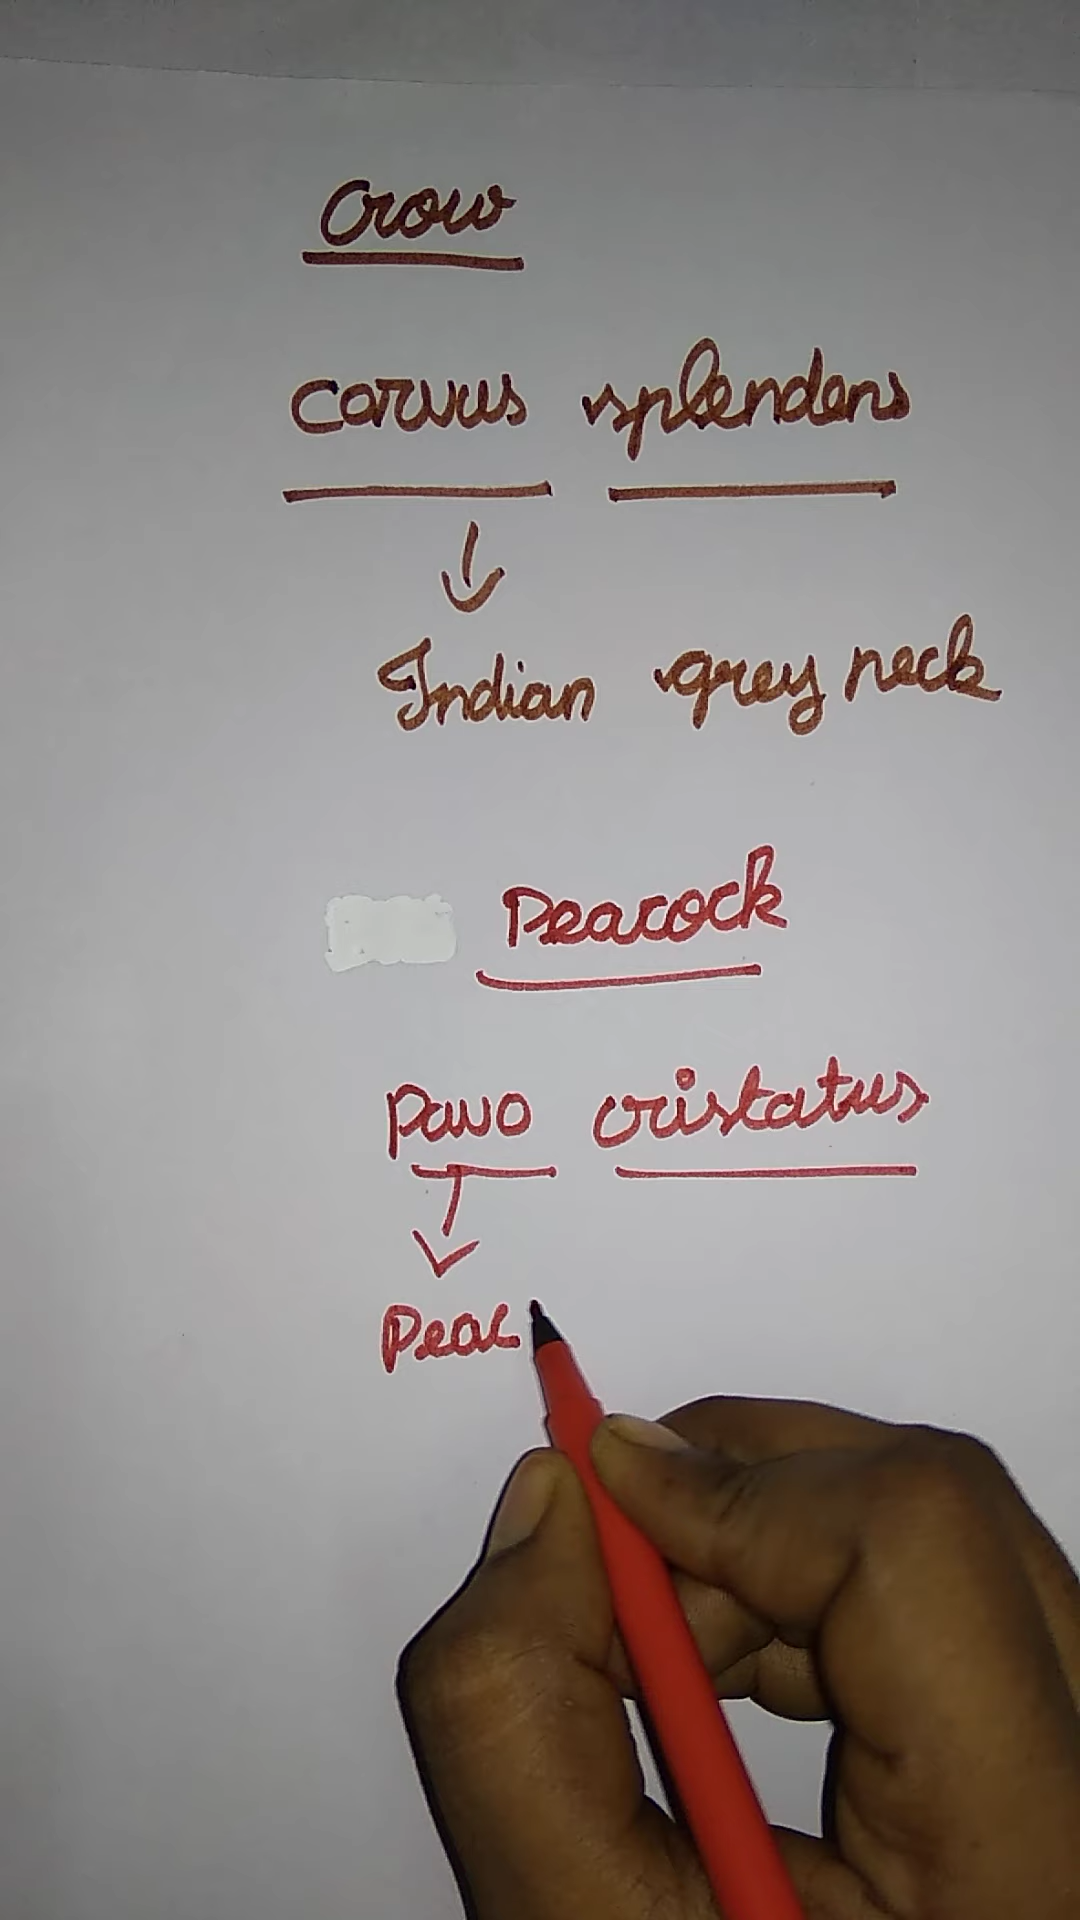 Crow
corvus splendens
Indian grey neck
Peacock
Pavo cristatus
Peac